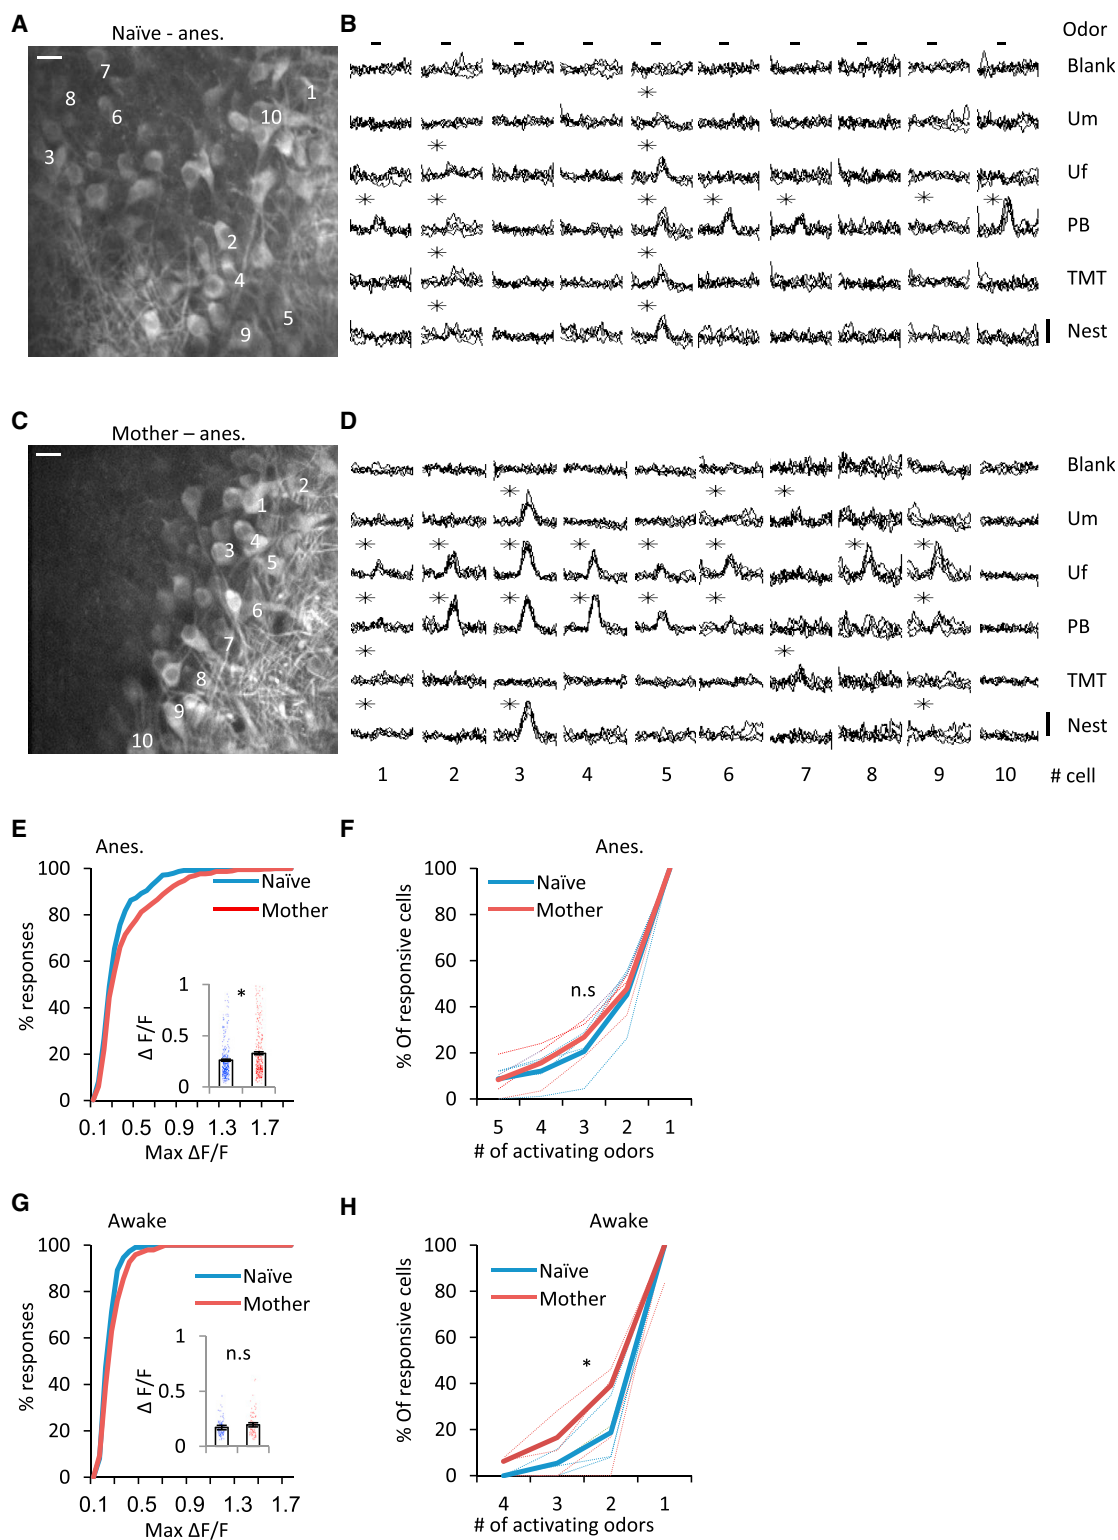 A
Naïve - anes.
7
8
6
1
10
3
2
4
5
9
B
Odor
Blank
Um
Uf
PB
TMT
Nest
C
Mother – anes.
2
1
4
3
5
6
7
8
9
10
D
Blank
Um
Uf
PB
TMT
Nest
1 2 3 4 5 6 7 8 9 10 # cell
E
Anes.
% responses
100
80
60
40
20
0
Naïve
Mother
Δ F/F
1
0.5
0
*
0.1 0.5 0.9 1.3 1.7
Max ΔF/F
F
Anes.
% Of responsive cells
100
80
60
40
20
0
Naïve
Mother
n.s
5 4 3 2 1
# of activating odors
G
Awake
% responses
100
80
60
40
20
0
Naïve
Mother
Δ F/F
1
0.5
0
n.s
0.1 0.5 0.9 1.3 1.7
Max ΔF/F
H
Awake
% Of responsive cells
100
80
60
40
20
0
Naïve
Mother
*
4 3 2 1
# of activating odors